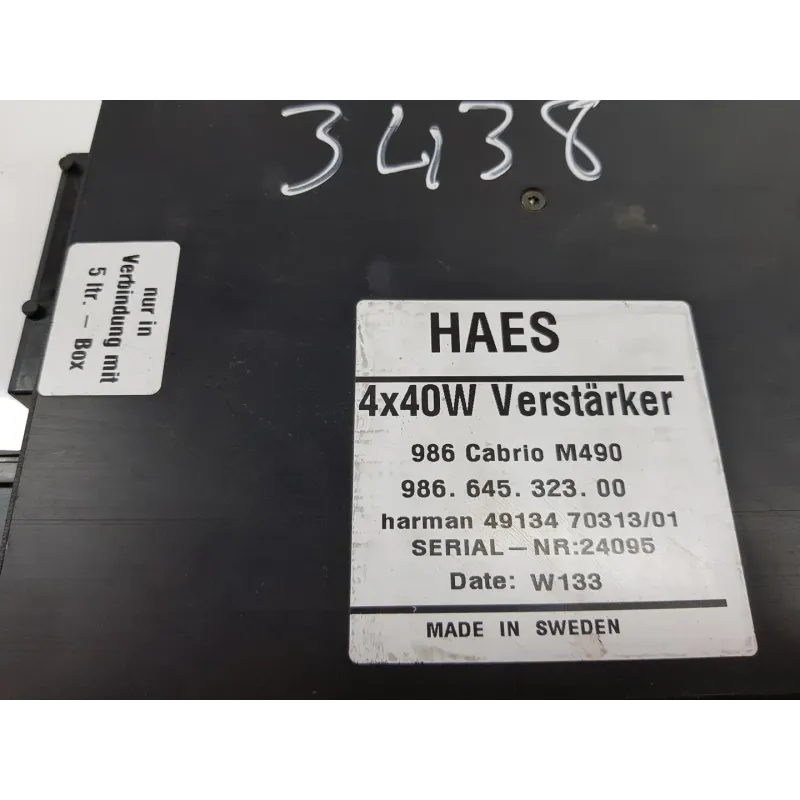 3438
nur in
Verbindung mit
5 ltr. – Box
HAES
4x40W Verstärker
986 Cabrio M490
986. 645. 323. 00
harman 49134 70313/01
SERIAL – NR:24095
Date: W133
MADE IN SWEDEN